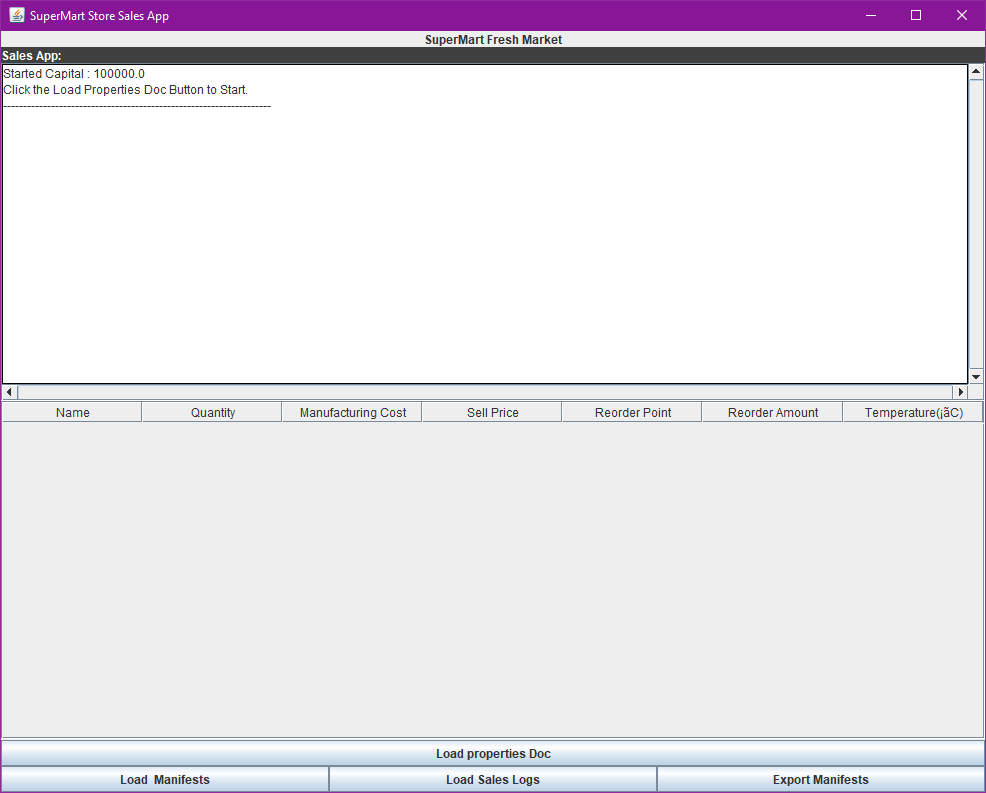 SuperMart Store Sales App
SuperMart Fresh Market
Sales App:
Started Capital : 100000.0
Click the Load Properties Doc Button to Start.
-------------------------------------------------------------------
Name Quantity Manufacturing Cost Sell Price Reorder Point Reorder Amount Temperature(¡ãC)
Load properties Doc
Load  Manifests Load Sales Logs Export Manifests